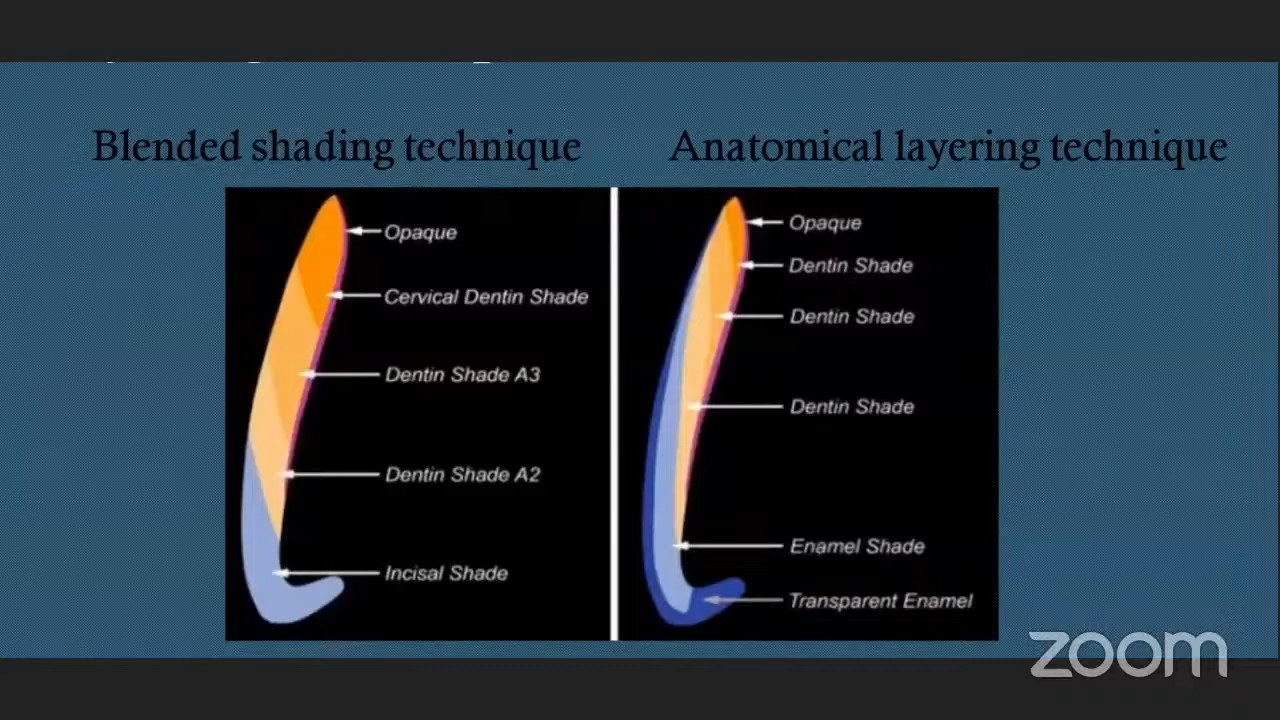 Blended shading technique
Anatomical layering technique
Opaque
Cervical Dentin Shade
Dentin Shade A3
Dentin Shade A2
Incisal Shade
Opaque
Dentin Shade
Dentin Shade
Dentin Shade
Enamel Shade
Transparent Enamel
zoom